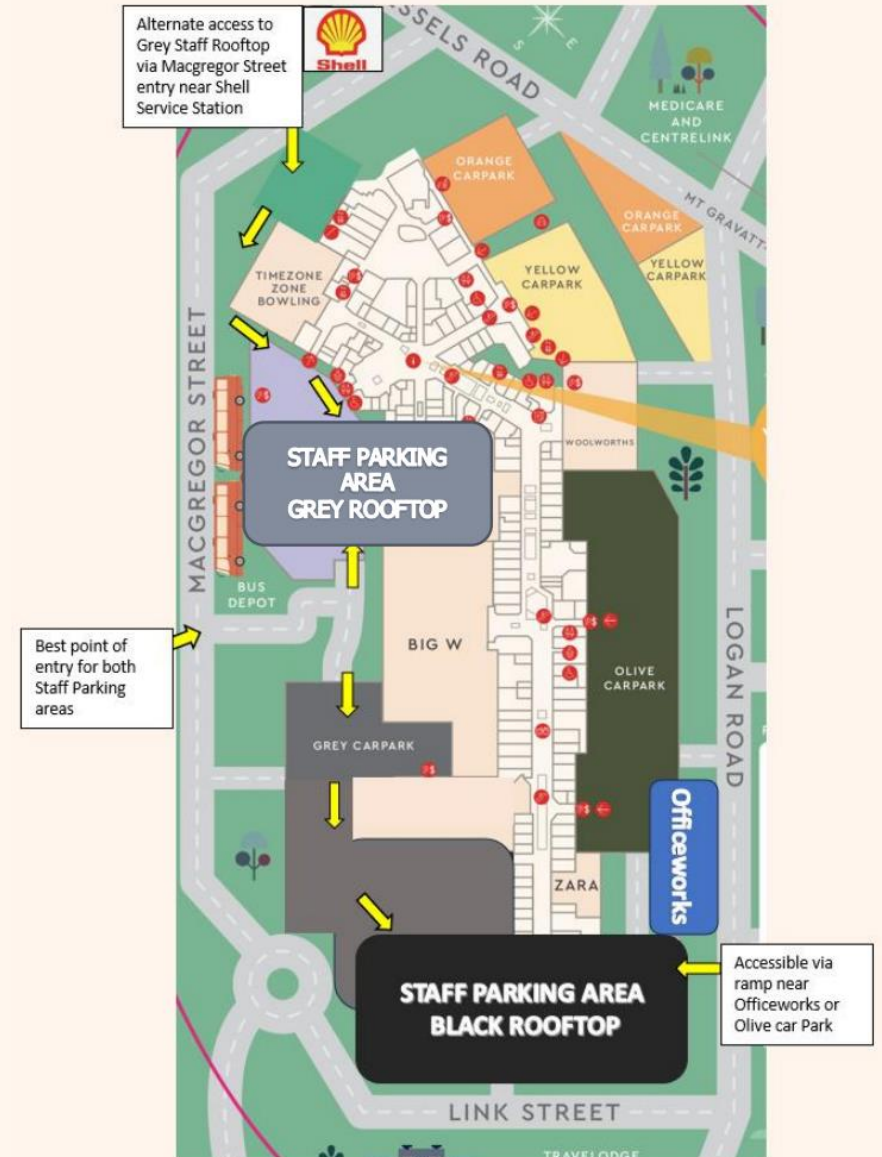 Alternate access to
Grey Staff Rooftop
via Macgregor Street
entry near Shell
Service Station
Shell
SSELS ROAD
S
E
MEDICARE
AND
CENTRELINK
ORANGE
CARPARK
MT GRAVATT-
ORANGE
CARPARK
YELLOW
CARPARK
YELLOW
CARPARK
TIMEZONE
ZONE
BOWLING
MACGREGOR STREET
WOOLWORTHS
STAFF PARKING
AREA
GREY ROOFTOP
BUS
DEPOT
Best point of
entry for both
Staff Parking
areas
BIG W
OLIVE
CARPARK
LOGAN ROAD
GREY CARPARK
Officeworks
ZARA
STAFF PARKING AREA
BLACK ROOFTOP
Accessible via
ramp near
Officeworks or
Olive car Park
LINK STREET
TRAVELODGE